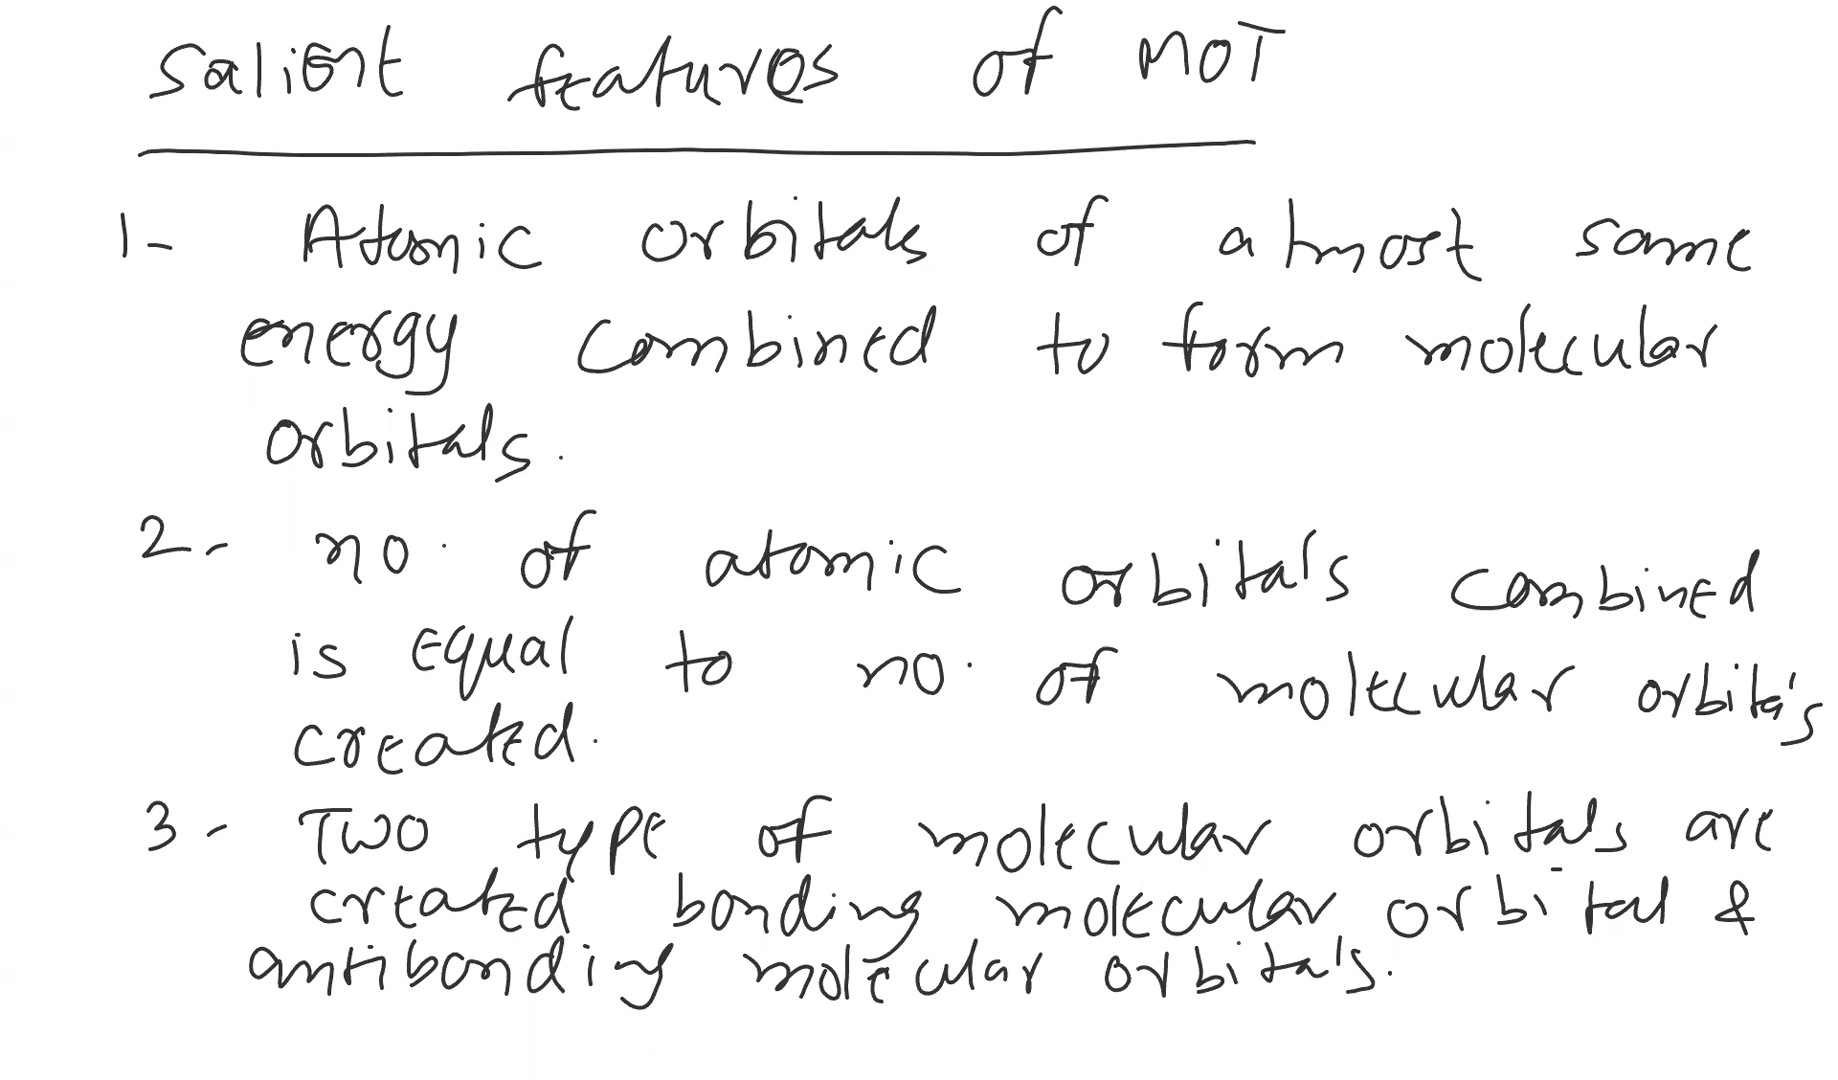 Salient features of MOT
1- Atomic orbitals of almost same
energy combined to form molecular
orbitals.
2- no. of atomic orbitals combined
is equal to no. of molecular orbitals
created.
3- Two type of molecular orbitals are
created bonding molecular orbital &
antibonding molecular orbitals.